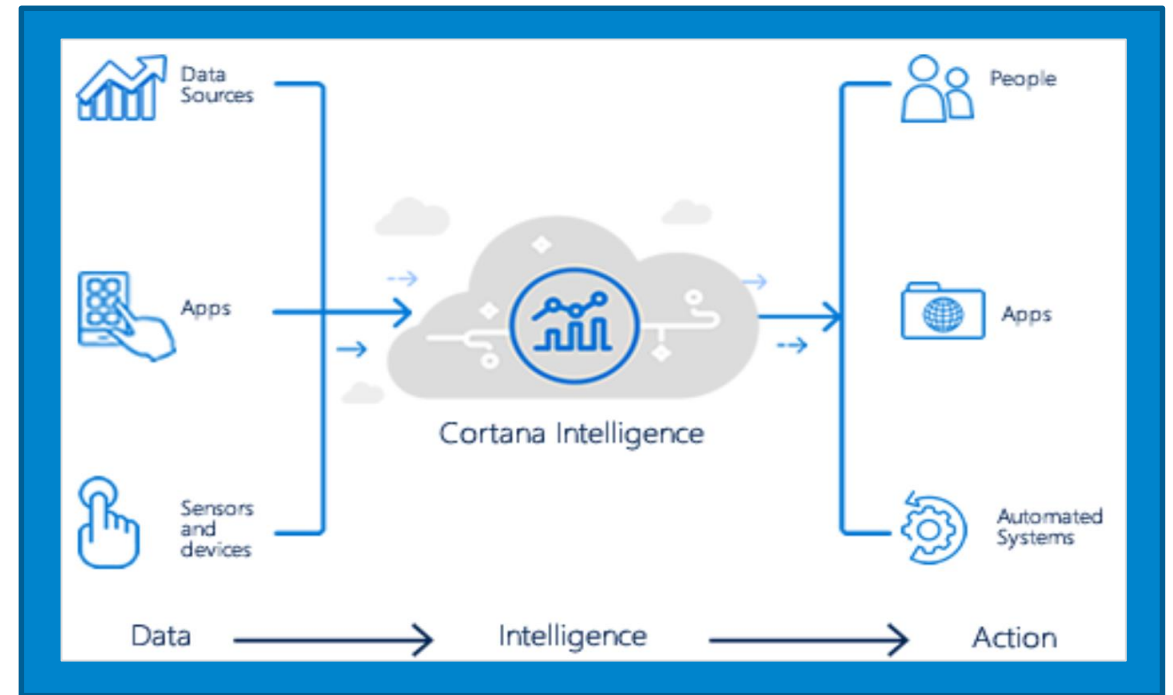 Data
Sources
Apps
Sensors
and
devices
Cortana Intelligence
People
Apps
Automated
Systems
Data
Intelligence
Action